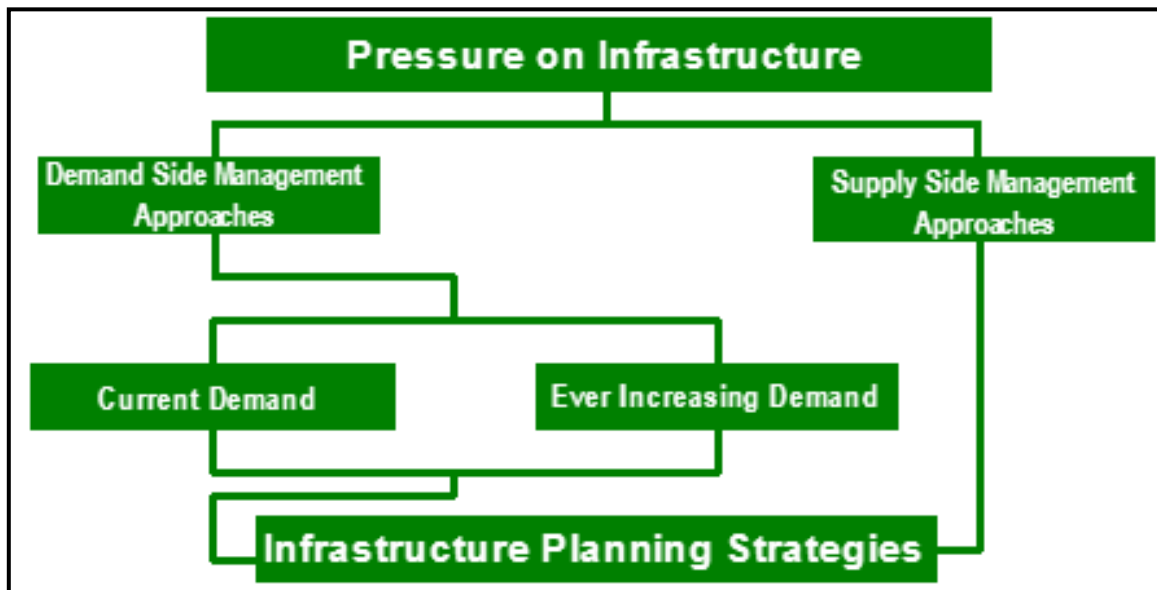 Pressure on Infrastructure
Demand Side Management
Approaches
Supply Side Management
Approaches
Current Demand
Ever Increasing Demand
Infrastructure Planning Strategies